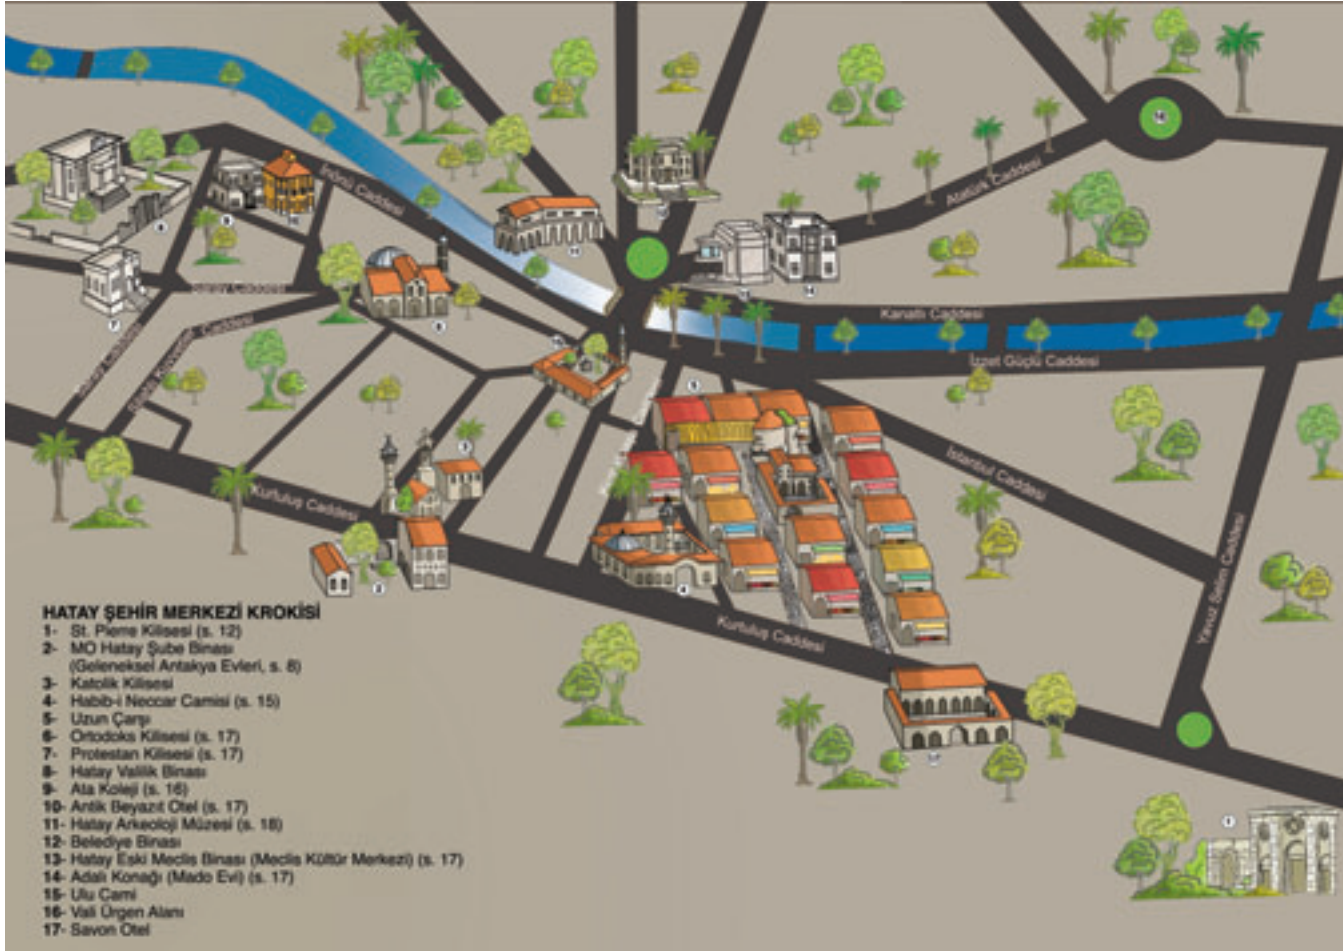 İnönü Caddesi
Atatürk Caddesi
Saray Caddesi
Kanatlı Caddesi
İzzet Güçlü Caddesi
İstanbul Caddesi
Kurtuluş Caddesi
Yavuz Selim Caddesi
Kurtuluş Caddesi
HATAY ŞEHİR MERKEZİ KROKİSİ
1- St. Pierre Kilisesi (s. 12)
2- MO Hatay Şube Binası
(Geleneksel Antakya Evleri, s. 8)
3- Katolik Kilisesi
4- Habib-i Neccar Camisi (s. 15)
5- Uzun Çarşı
6- Ortodoks Kilisesi (s. 17)
7- Protestan Kilisesi (s. 17)
8- Hatay Valilik Binası
9- Ata Koleji (s. 16)
10- Antik Beyazıt Otel (s. 17)
11- Hatay Arkeoloji Müzesi (s. 18)
12- Belediye Binası
13- Hatay Eski Meclis Binası (Meclis Kültür Merkezi) (s. 17)
14- Adalı Konağı (Mado Evi) (s. 17)
15- Ulu Cami
16- Vali Ürgen Alanı
17- Savon Otel